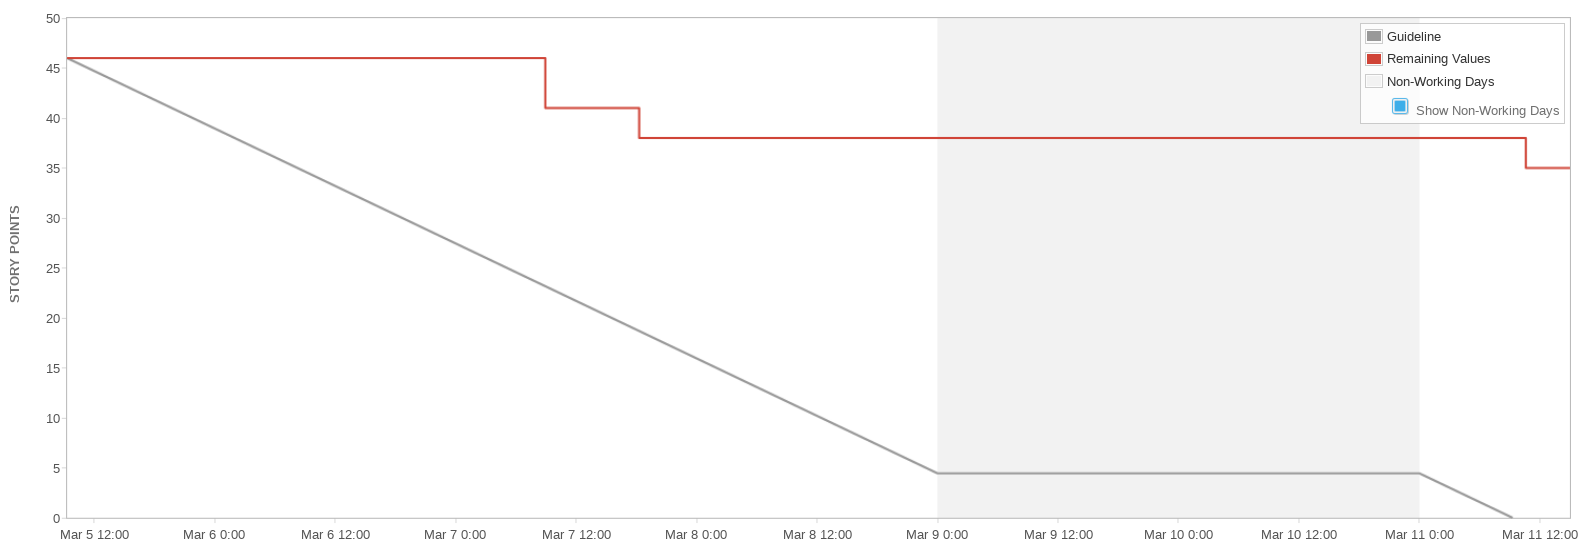 50
45
40
35
30
25
20
15
10
5
0
STORY POINTS
Guideline
Remaining Values
Non-Working Days
Show Non-Working Days
Mar 5 12:00
Mar 6 0:00
Mar 6 12:00
Mar 7 0:00
Mar 7 12:00
Mar 8 0:00
Mar 8 12:00
Mar 9 0:00
Mar 9 12:00
Mar 10 0:00
Mar 10 12:00
Mar 11 0:00
Mar 11 12:00